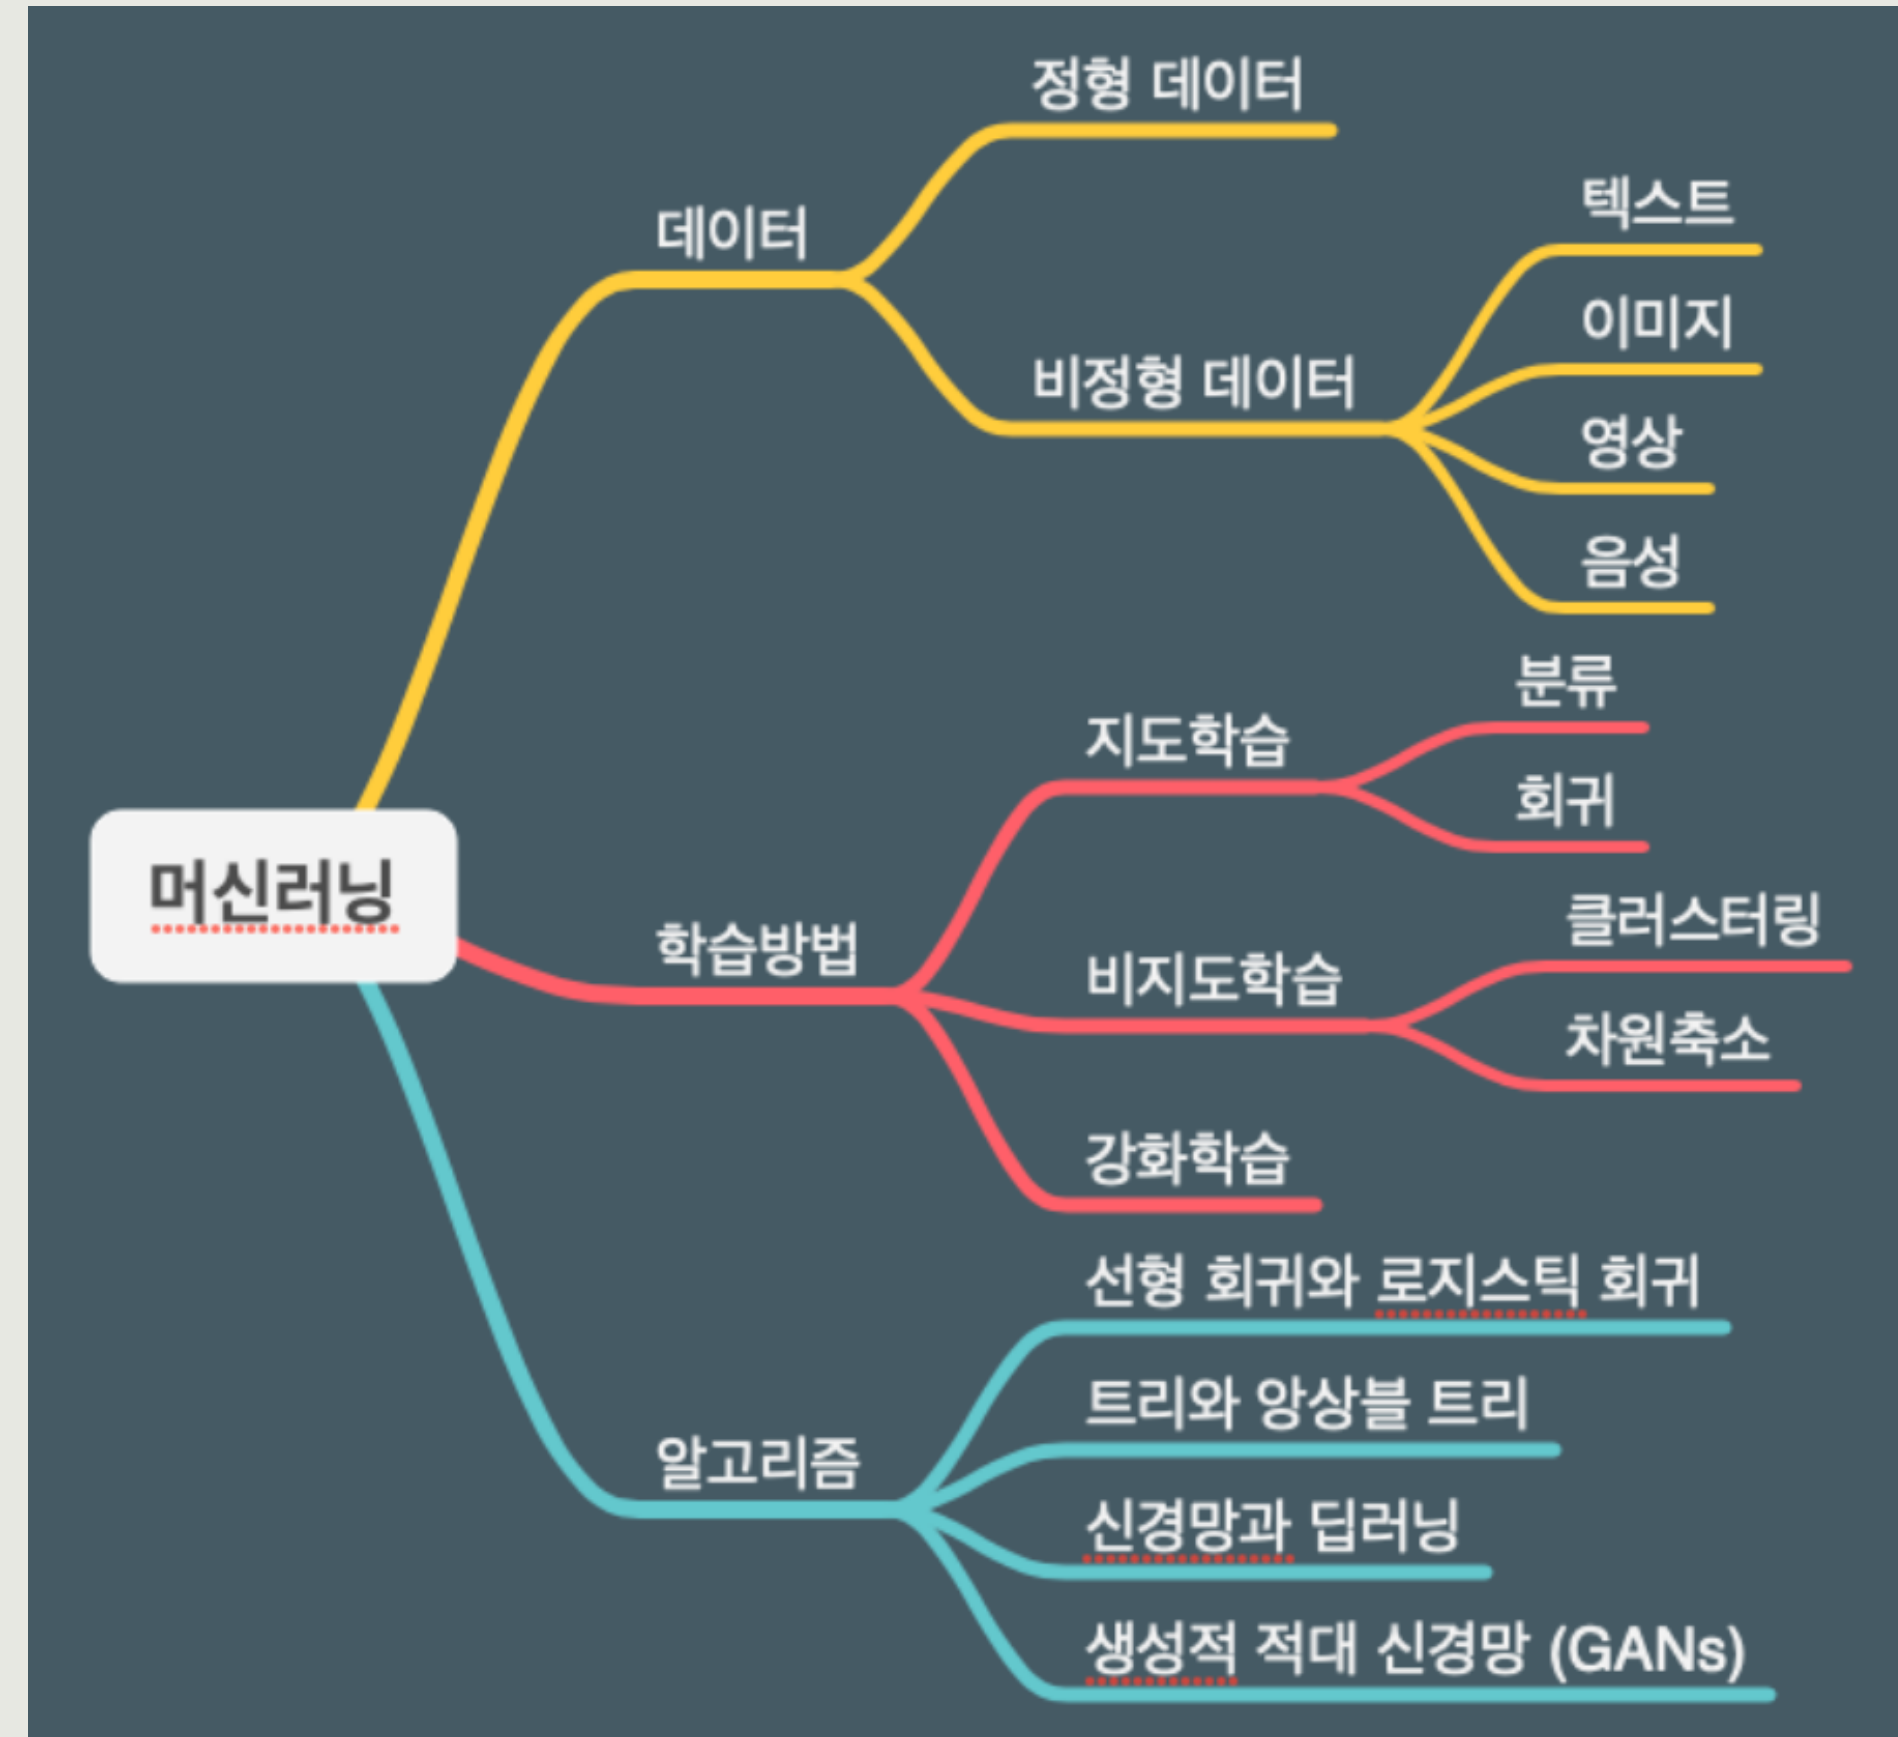 머신러닝
데이터
정형 데이터
비정형 데이터
텍스트
이미지
영상
음성
학습방법
지도학습
분류
회귀
비지도학습
클러스터링
차원축소
강화학습
알고리즘
선형 회귀와 로지스틱 회귀
트리와 앙상블 트리
신경망과 딥러닝
생성적 적대 신경망 (GANs)